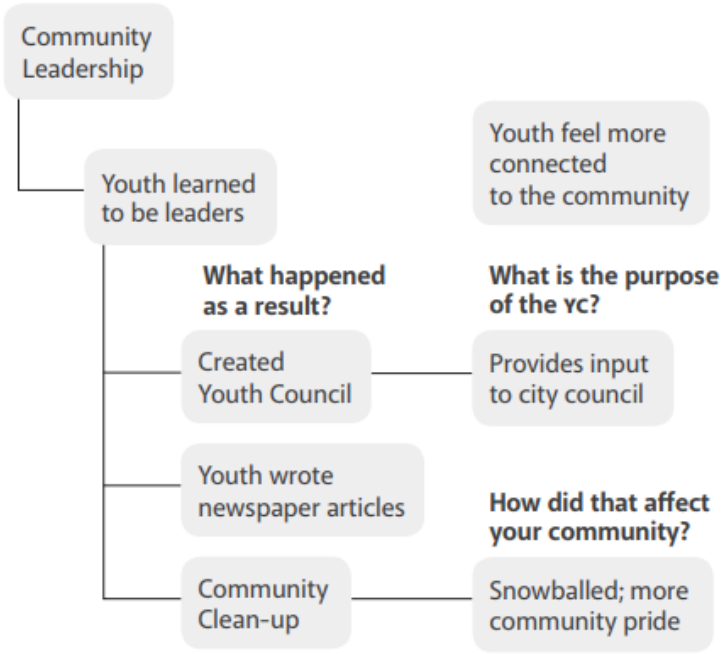 Community
Leadership
Youth learned
to be leaders
Youth feel more
connected
to the community
What happened
as a result?
What is the purpose
of the YC?
Created
Youth Council
Provides input
to city council
Youth wrote
newspaper articles
How did that affect
your community?
Community
Clean-up
Snowballed; more
community pride